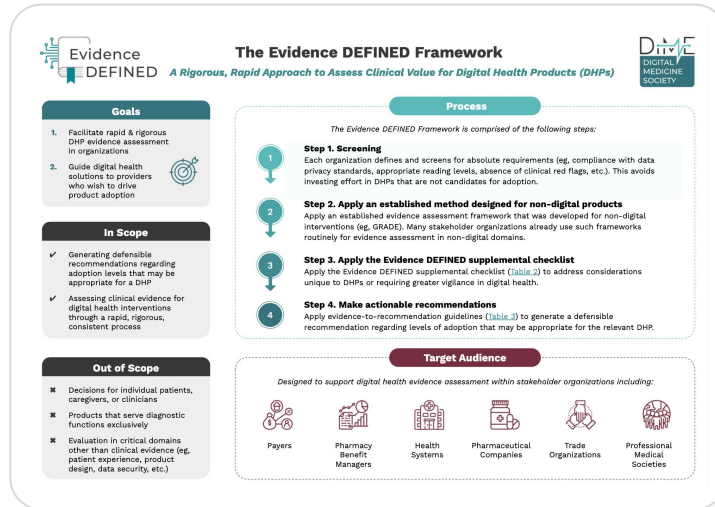 Evidence
DEFINED
The Evidence DEFINED Framework
A Rigorous, Rapid Approach to Assess Clinical Value for Digital Health Products (DHPs)
DiME
DIGITAL
MEDICINE
SOCIETY
Goals
1. Facilitate rapid & rigorous
DHP evidence assessment
in organizations
2. Guide digital health
solutions to providers
who wish to drive
product adoption
In Scope
✔ Generating defensible
recommendations regarding
adoption levels that may be
appropriate for a DHP
✔ Assessing clinical evidence for
digital health interventions
through a rapid, rigorous,
consistent process
Out of Scope
✖ Decisions for individual patients,
caregivers, or clinicians
✖ Products that serve diagnostic
functions exclusively
✖ Evaluation in critical domains
other than clinical evidence (eg,
patient experience, product
design, data security, etc.)
Process
The Evidence DEFINED Framework is comprised of the following steps:
1
Step 1. Screening
Each organization defines and screens for absolute requirements (eg, compliance with data
privacy standards, appropriate reading levels, absence of clinical red flags, etc.). This avoids
investing effort in DHPs that are not candidates for adoption.
2
Step 2. Apply an established method designed for non-digital products
Apply an established evidence assessment framework that was developed for non-digital
interventions (eg, GRADE). Many stakeholder organizations already use such frameworks
routinely for evidence assessment in non-digital domains.
3
Step 3. Apply the Evidence DEFINED supplemental checklist
Apply the Evidence DEFINED supplemental checklist (Table 2) to address considerations
unique to DHPs or requiring greater vigilance in digital health.
4
Step 4. Make actionable recommendations
Apply evidence-to-recommendation guidelines (Table 3) to generate a defensible
recommendation regarding levels of adoption that may be appropriate for the relevant DHP.
Target Audience
Designed to support digital health evidence assessment within stakeholder organizations including:
Payers
Pharmacy
Benefit
Managers
Health
Systems
Pharmaceutical
Companies
Trade
Organizations
Professional
Medical
Societies